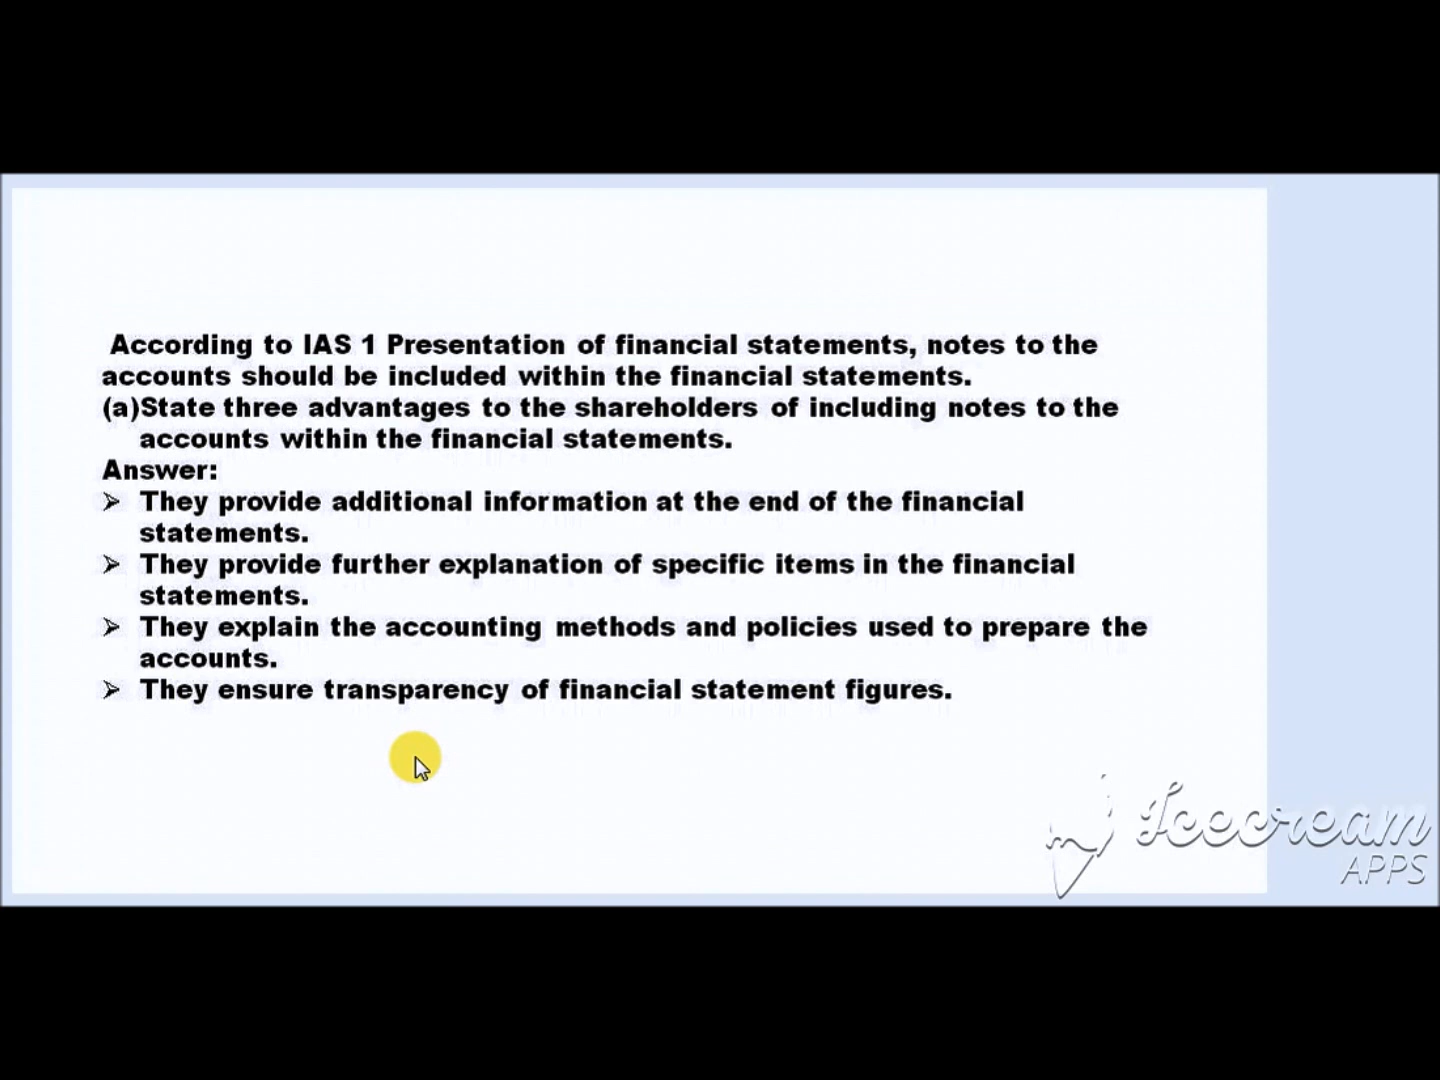 According to IAS 1 Presentation of financial statements, notes to the
accounts should be included within the financial statements.
(a)State three advantages to the shareholders of including notes to the
accounts within the financial statements.
Answer:
➢ They provide additional information at the end of the financial
statements.
➢ They provide further explanation of specific items in the financial
statements.
➢ They explain the accounting methods and policies used to prepare the
accounts.
➢ They ensure transparency of financial statement figures.
Icecream
APPS